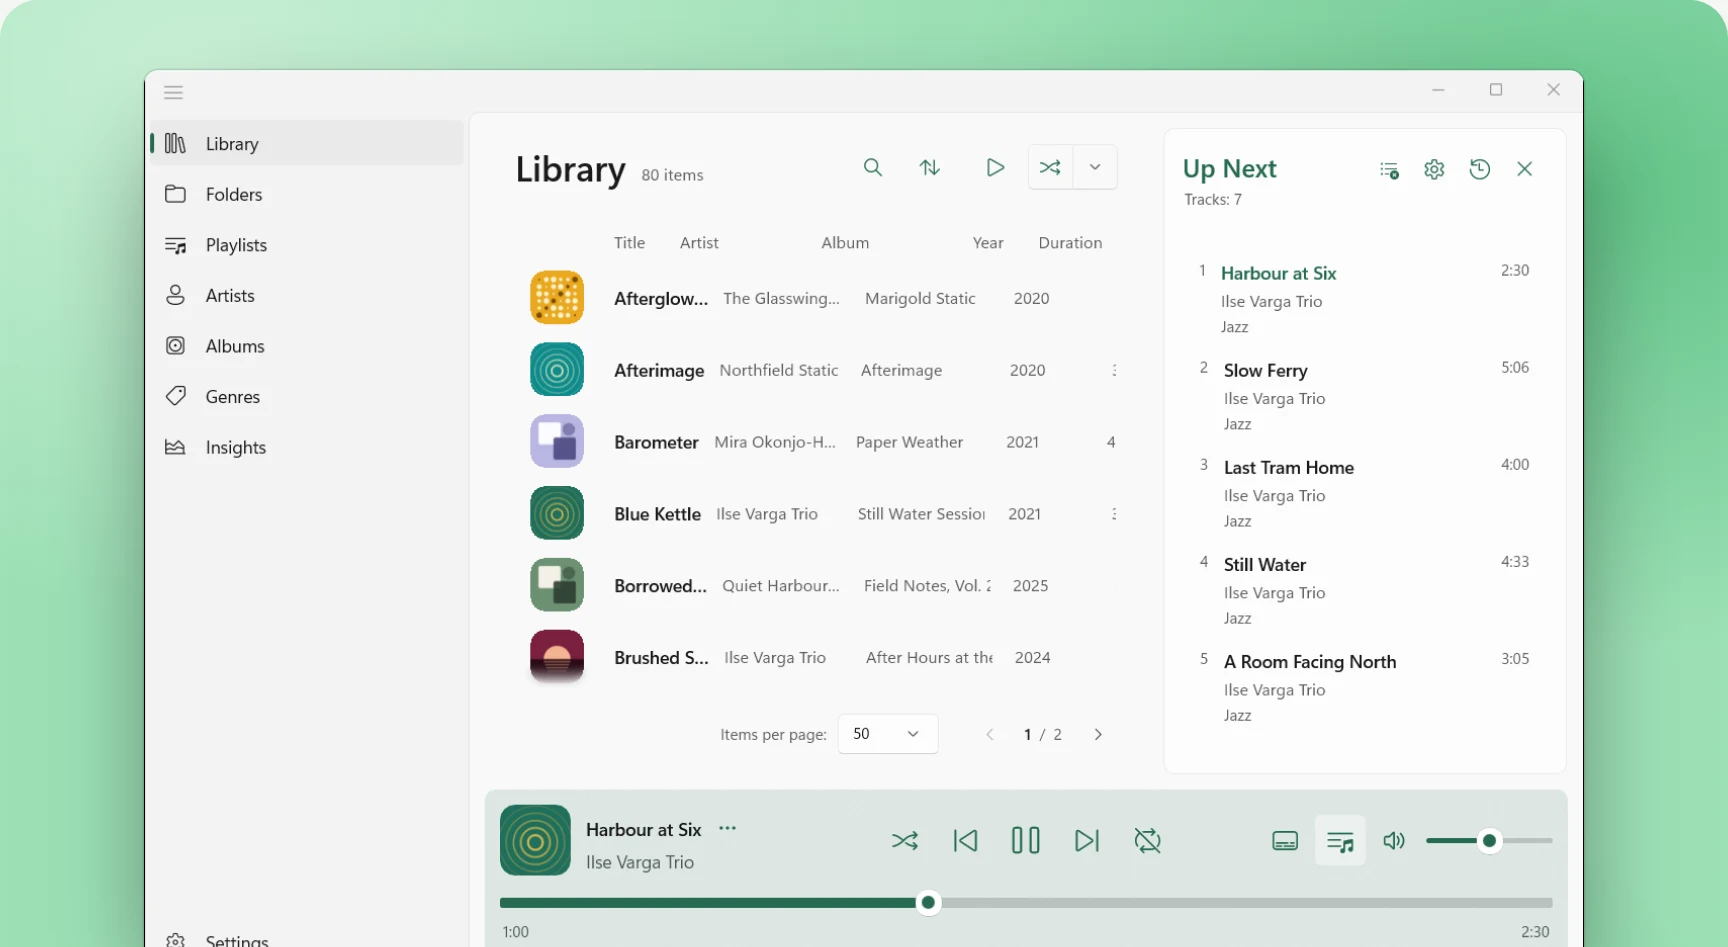 Library
Folders
Playlists
Artists
Albums
Genres
Insights
Settings
Library 80 items
Title Artist Album Year Duration
Afterglow... The Glasswing... Marigold Static 2020
Afterimage Northfield Static Afterimage 2020
Barometer Mira Okonjo-H... Paper Weather 2021 4
Blue Kettle Ilse Varga Trio Still Water 2021
Borrowed... Quiet Harbour... Field Notes, Vol. 2025
Brushed S... Ilse Varga Trio After Hours at the 2024
Items per page: 50 1 / 2
Up Next
Tracks: 7
1 Harbour at Six 2:30
Ilse Varga Trio
Jazz
2 Slow Ferry 5:06
Ilse Varga Trio
Jazz
3 Last Tram Home 4:00
Ilse Varga Trio
Jazz
4 Still Water 4:33
Ilse Varga Trio
Jazz
5 A Room Facing North 3:05
Ilse Varga Trio
Jazz
Harbour at Six ...
Ilse Varga Trio
1:00 2:30